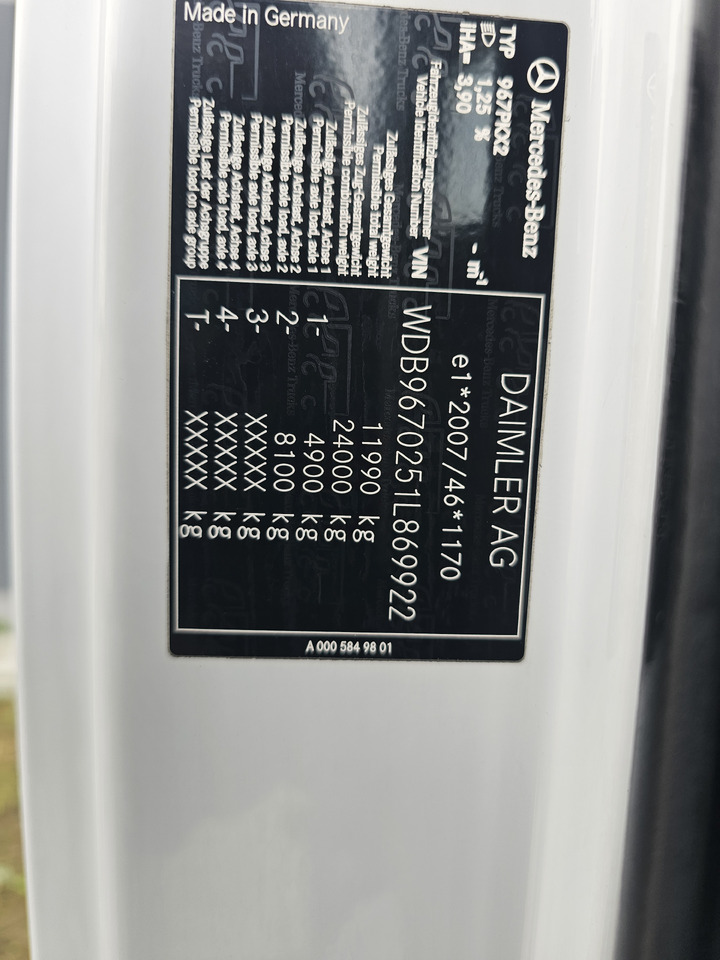 Mercedes-Benz
TYP 967PKX2
1,25 % - m⁻¹
IHA= 3,90
DAIMLER AG
e1*2007/46*1170
Fahrzeugidentifizierungsnummer
Vehicle Identification Number VIN WDB9670251L869922
Zulässiges Gesamtgewicht
Permissible total weight 11990 kg
Zulässiges Zug-Gesamtgewicht
Permissible combination weight 24000 kg
Zulässige Achslast, Achse 1
Permissible axle load, axle 1 1- 4900 kg
Zulässige Achslast, Achse 2
Permissible axle load, axle 2 2- 8100 kg
Zulässige Achslast, Achse 3
Permissible axle load, axle 3 3- XXXXX kg
Zulässige Achslast, Achse 4
Permissible axle load, axle 4 4- XXXXX kg
Zulässige Last der Achsgruppe
Permissible load on axle group T- XXXXX kg
Made in Germany
A 000 584 98 01